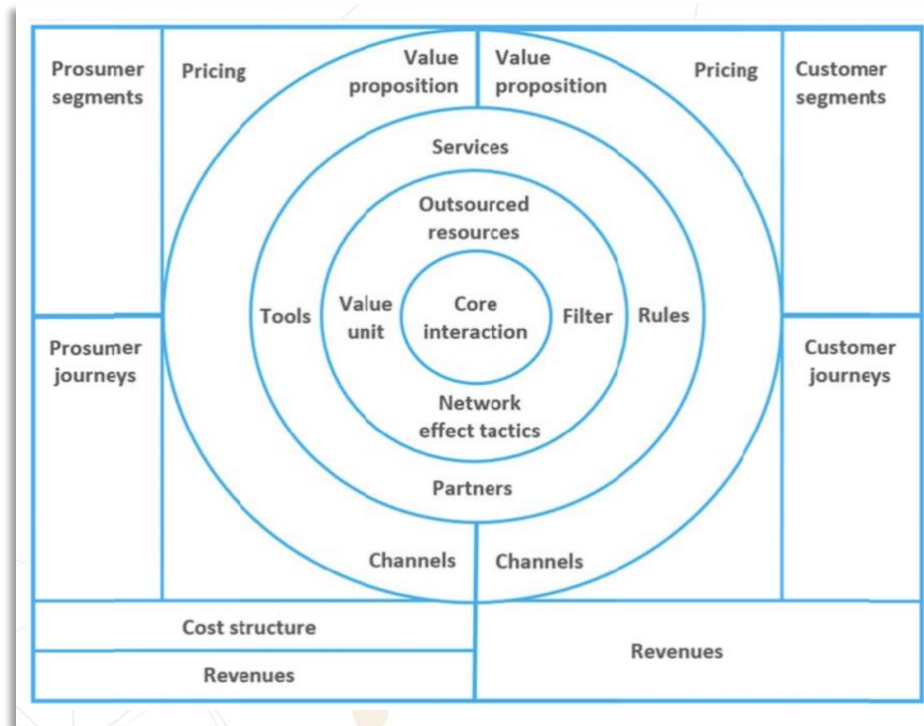 Prosumer
segments
Pricing
Value
proposition
Value
proposition
Pricing
Customer
segments
Services
Outsourced
resources
Tools
Value
unit
Core
interaction
Filter
Rules
Prosumer
journeys
Customer
journeys
Network
effect tactics
Partners
Channels
Channels
Cost structure
Revenues
Revenues